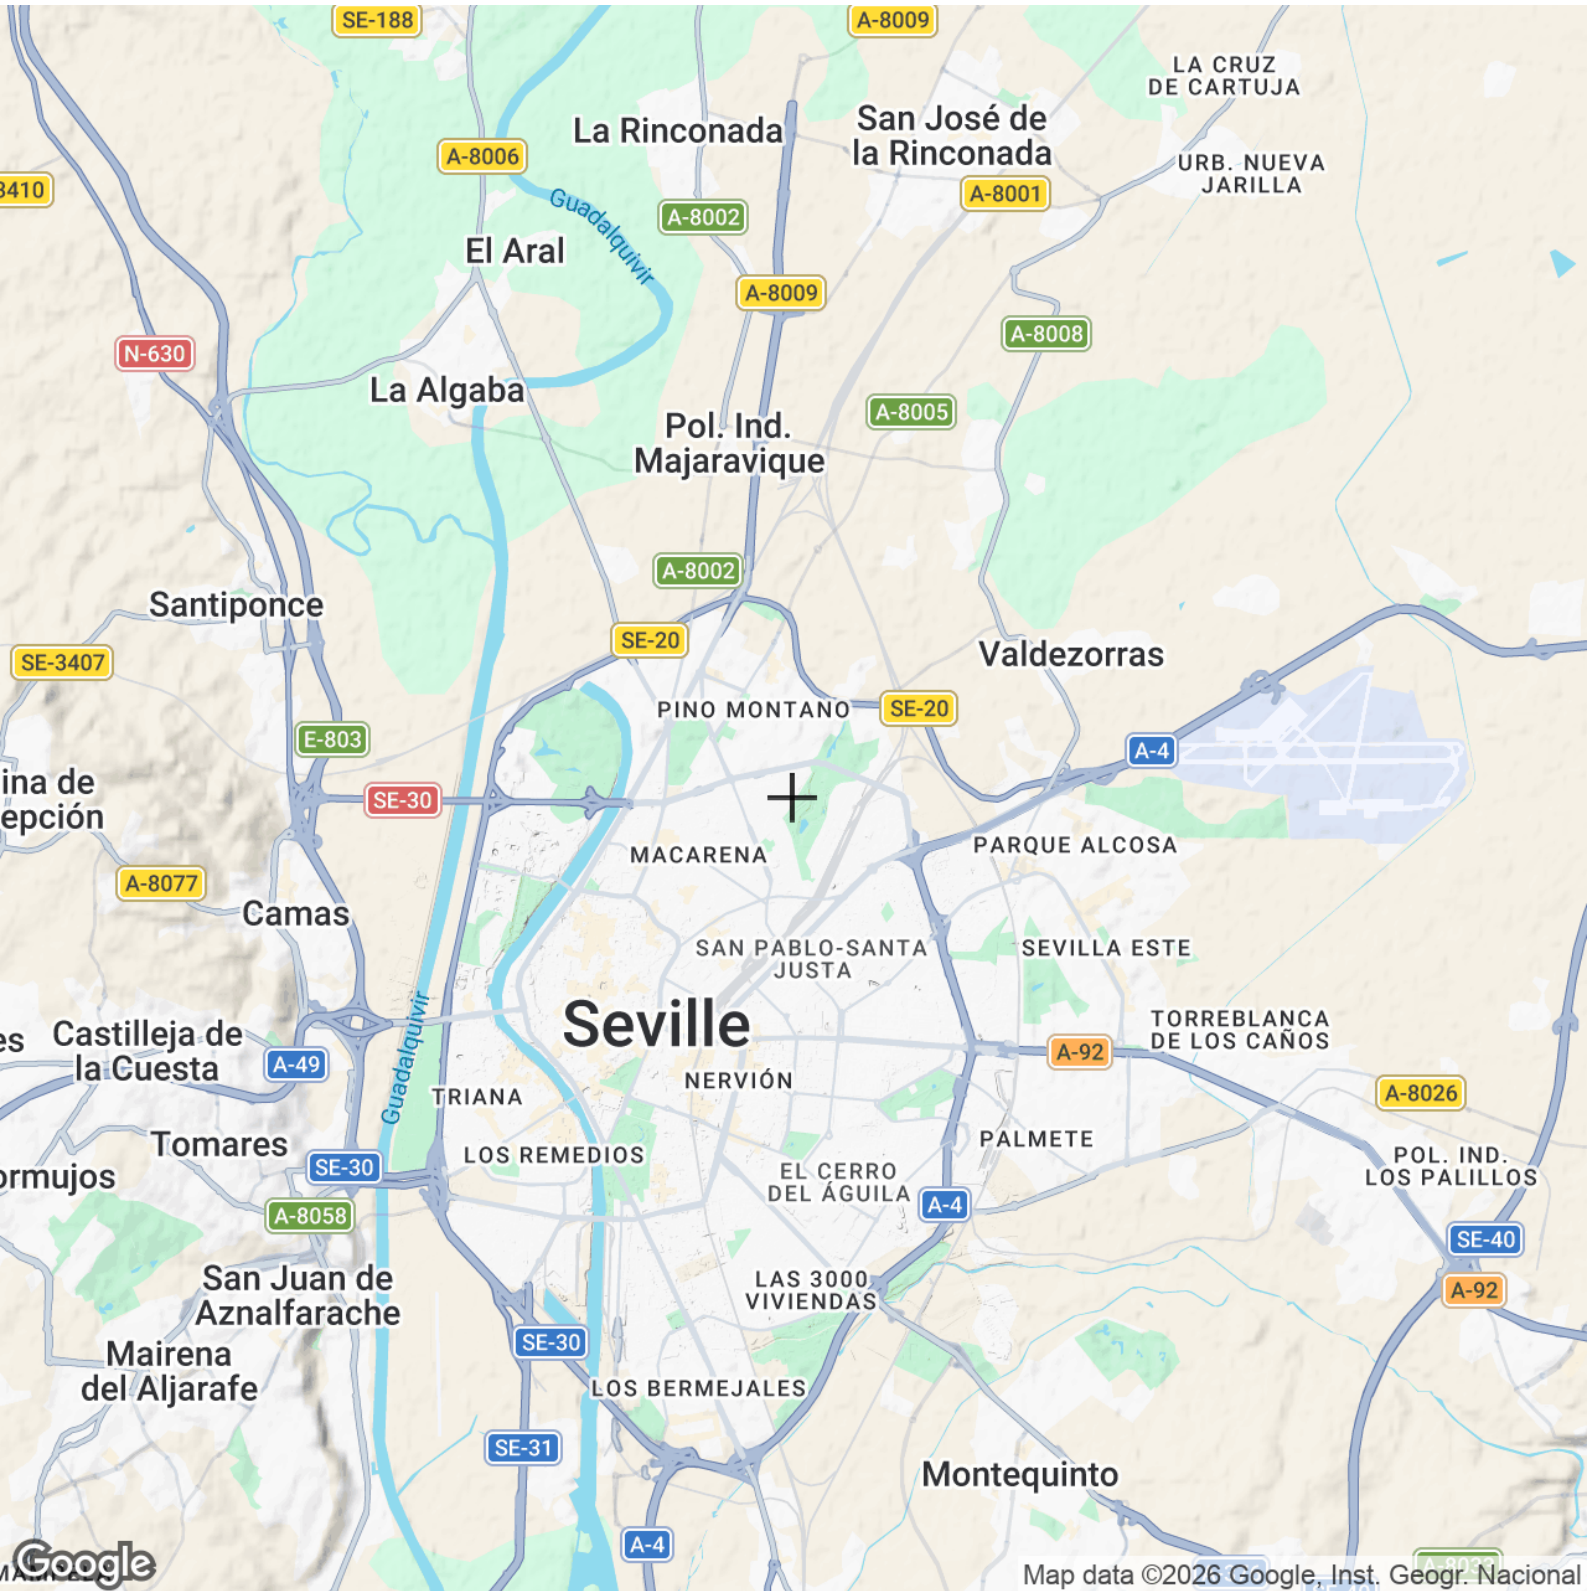 SE-188
A-8009
LA CRUZ
DE CARTUJA
La Rinconada
San José de
la Rinconada
A-8006
URB. NUEVA
JARILLA
3410
A-8001
Guadalquivir
A-8002
El Aral
A-8009
A-8008
N-630
La Algaba
A-8005
Pol. Ind.
Majaravique
A-8002
Santiponce
SE-20
Valdezorras
SE-3407
PINO MONTANO
SE-20
E-803
A-4
ina de
epción
SE-30
MACARENA
PARQUE ALCOSA
A-8077
Camas
SAN PABLO-SANTA
JUSTA
SEVILLA ESTE
Seville
Guadalquivir
TORREBLANCA
DE LOS CAÑOS
es
Castilleja de
la Cuesta
A-49
A-92
NERVIÓN
TRIANA
A-8026
Tomares
PALMETE
LOS REMEDIOS
SE-30
POL. IND.
LOS PALILLOS
ormujos
EL CERRO
DEL ÁGUILA
A-4
A-8058
SE-40
San Juan de
Aznalfarache
LAS 3000
VIVIENDAS
A-92
SE-30
Mairena
del Aljarafe
LOS BERMEJALES
SE-31
Montequinto
A-4
Google
A-8033
Map data ©2026 Google, Inst. Geogr. Nacional